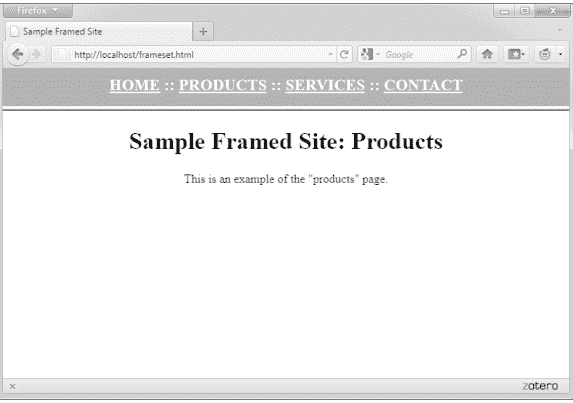 Firefox
Sample Framed Site
http://localhost/frameset.html
Google
HOME :: PRODUCTS :: SERVICES :: CONTACT
Sample Framed Site: Products
This is an example of the "products" page.
zotero